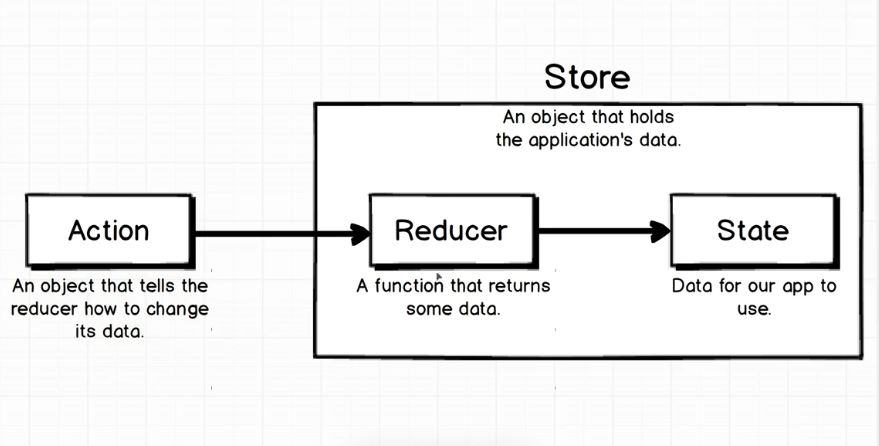 Store
An object that holds
the application's data.
Action
Reducer
State
An object that tells the
reducer how to change
its data.
A function that returns
some data.
Data for our app to
use.